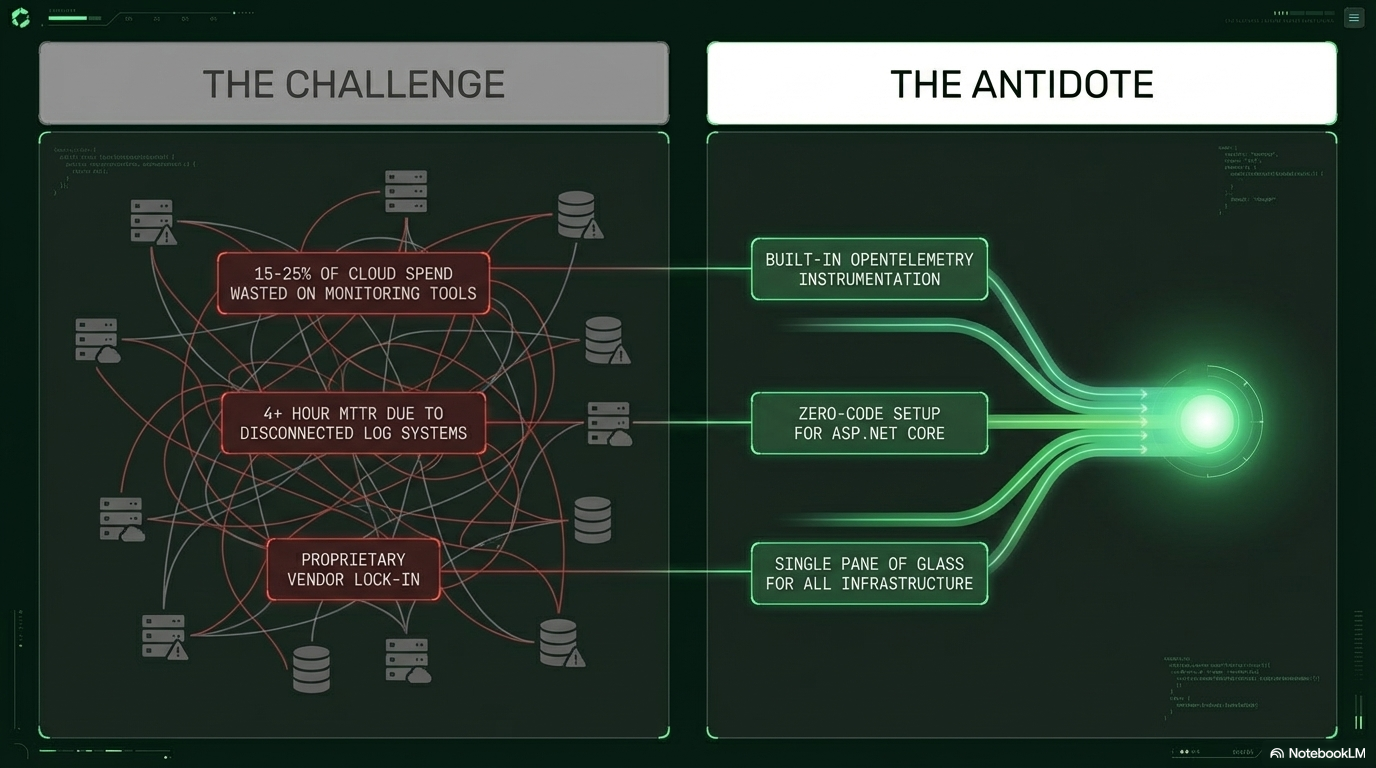 THE CHALLENGE
15-25% OF CLOUD SPEND
WASTED ON MONITORING TOOLS
4+ HOUR MTTR DUE TO
DISCONNECTED LOG SYSTEMS
PROPRIETARY
VENDOR LOCK-IN
THE ANTIDOTE
BUILT-IN OPENTELEMETRY
INSTRUMENTATION
ZERO-CODE SETUP
FOR ASP.NET CORE
SINGLE PANE OF GLASS
FOR ALL INFRASTRUCTURE
NotebookLM